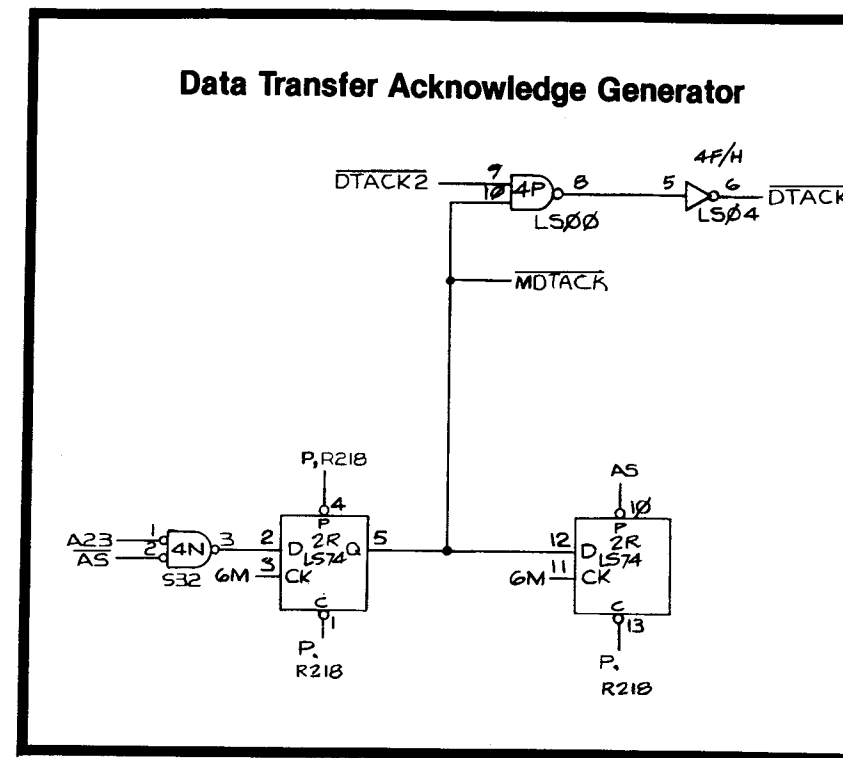 Data Transfer Acknowledge Generator
4F/H
DTACK2 9 10 4P 8 5 6 DTACK
LS00 LS04
MDTACK
P, R218
AS
4 10
A23 1 P P
AS 2 4N 3 2 D 2R Q 5 12 D 2R
S32 LS74 LS74
6M 3 CK 6M 11 CK
C C
1 13
P, P,
R218 R218